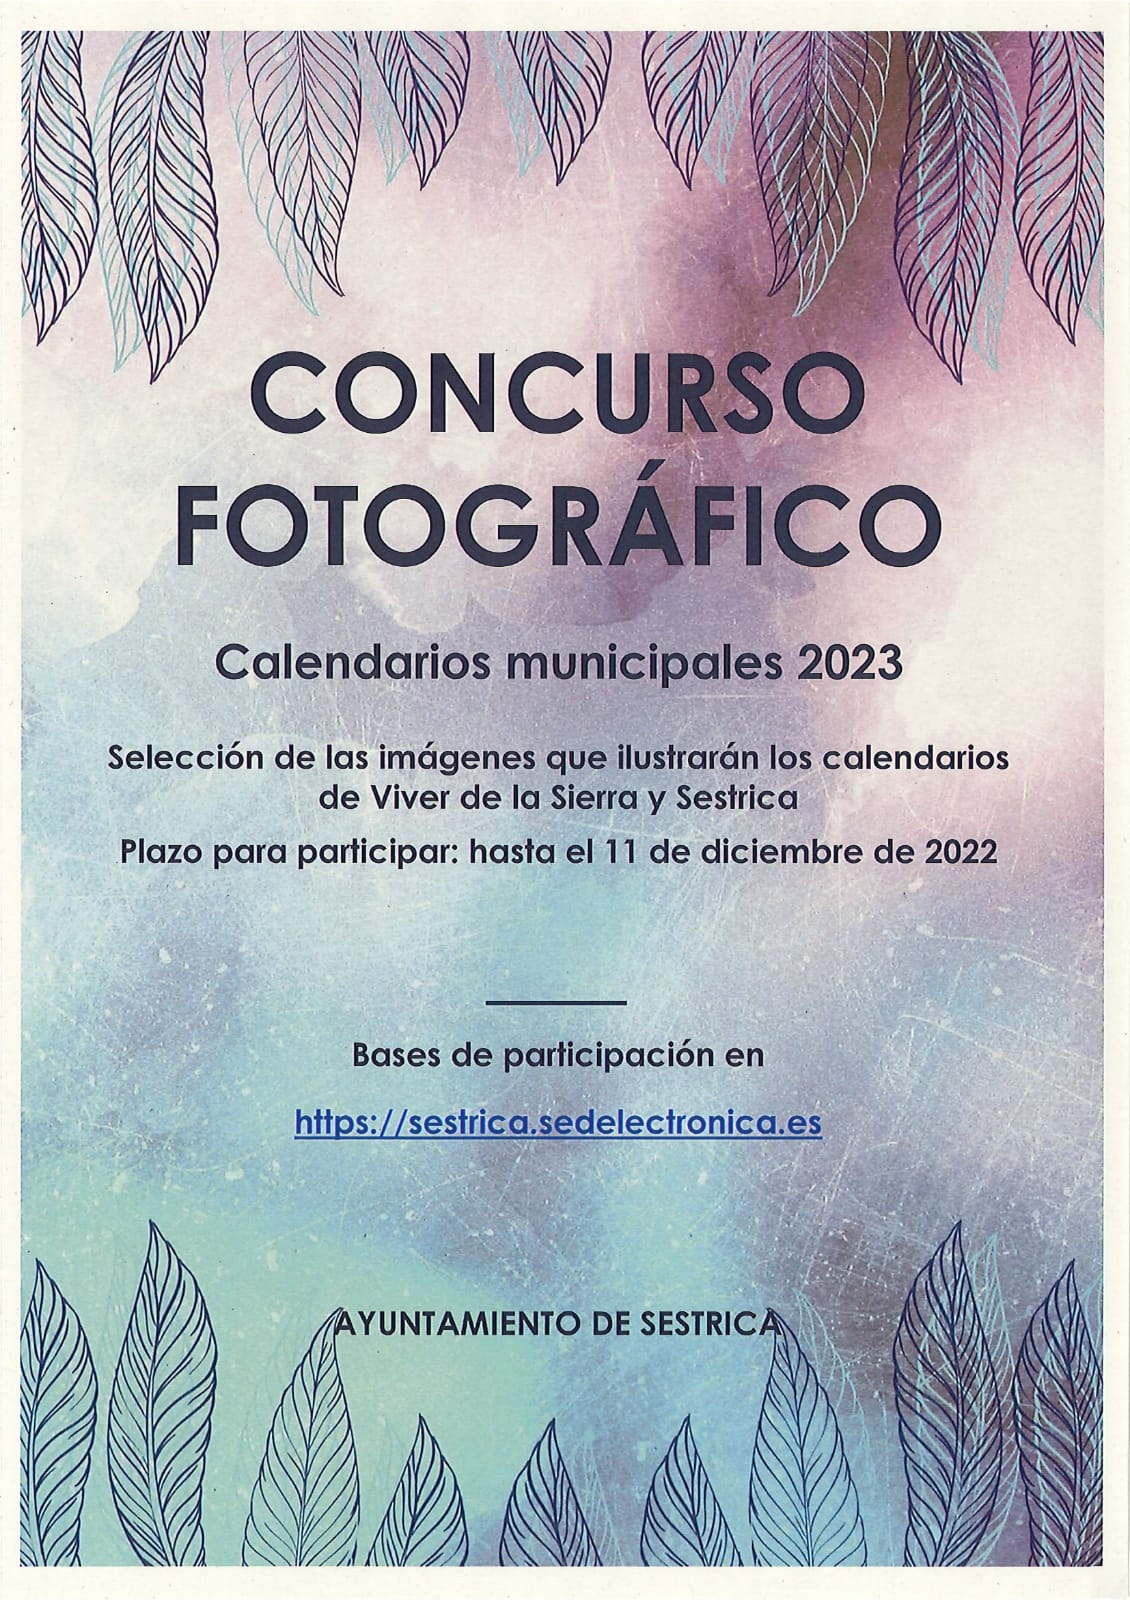 CONCURSO
FOTOGRÁFICO
Calendarios municipales 2023
Selección de las imágenes que ilustrarán los calendarios
de Viver de la Sierra y Sestrica
Plazo para participar: hasta el 11 de diciembre de 2022
Bases de participación en
https://sestrica.sedelectronica.es
AYUNTAMIENTO DE SESTRICA